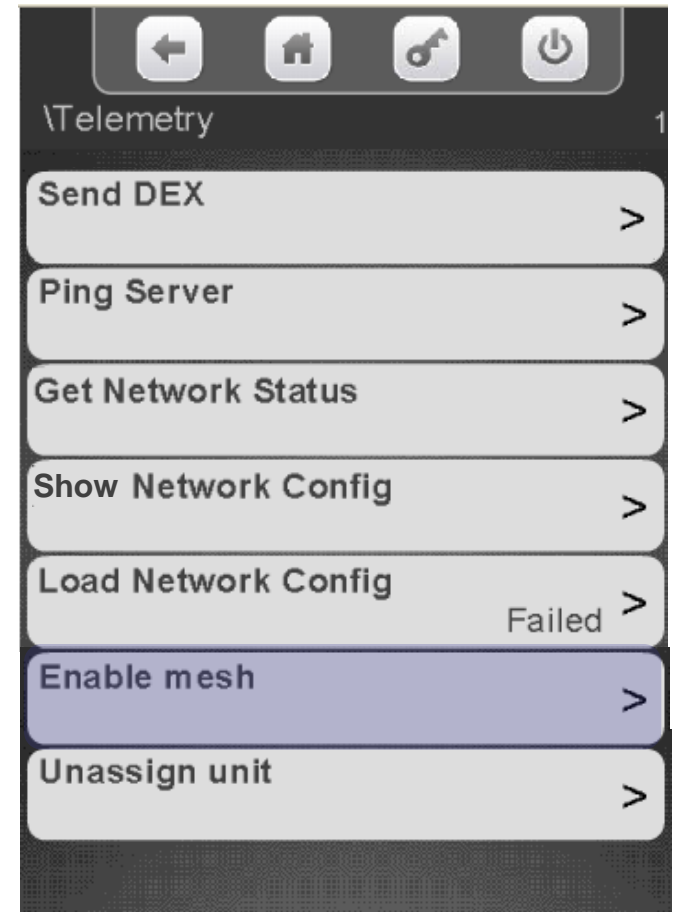 \Telemetry 1
Send DEX
>
Ping Server
>
Get Network Status
>
Show Network Config
>
Load Network Config
Failed >
Enable mesh
>
Unassign unit
>